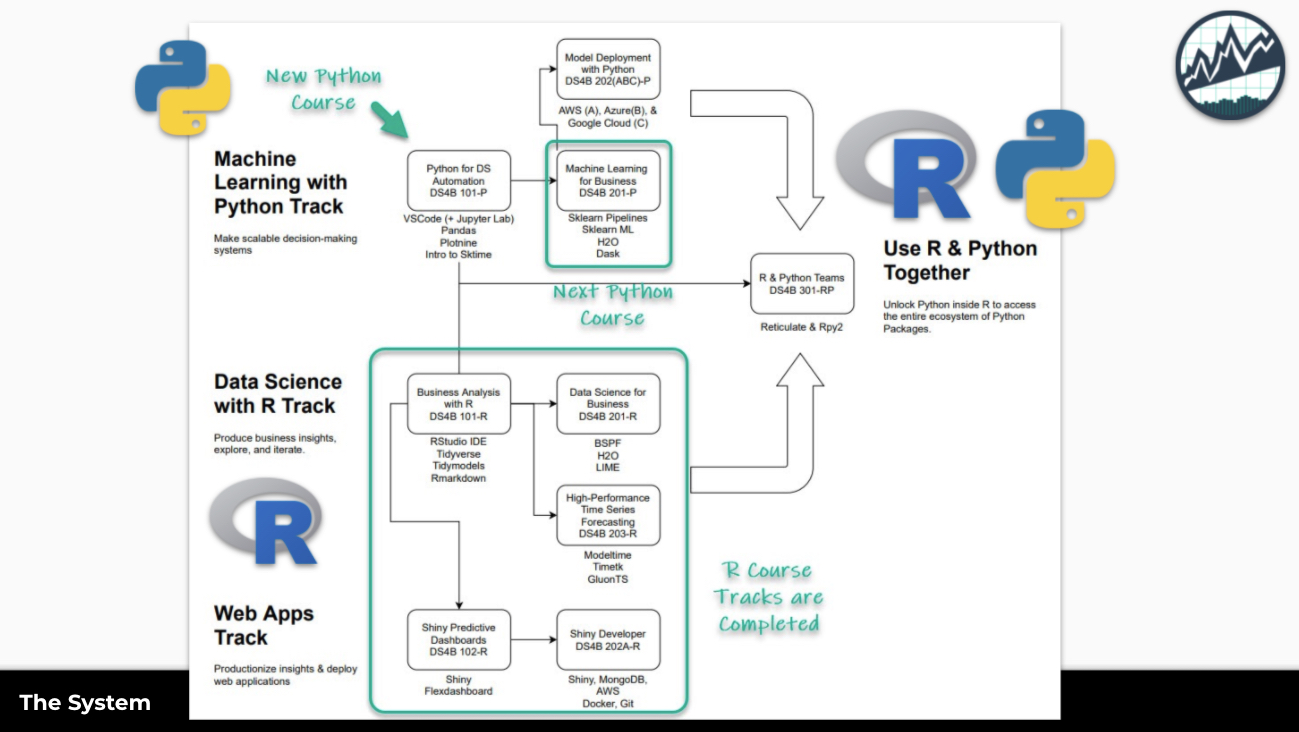 New Python
Course
Model Deployment
with Python
DS4B 202(ABC)-P
AWS (A), Azure(B), &
Google Cloud (C)
Machine
Learning with
Python Track
Make scalable decision-making
systems
Python for DS
Automation
DS4B 101-P
VSCode (+ Jupyter Lab)
Pandas
Plotnine
Intro to Sktime
Machine Learning
for Business
DS4B 201-P
Sklearn Pipelines
Sklearn ML
H2O
Dask
Next Python
Course
R & Python Teams
DS4B 301-RP
Reticulate & Rpy2
R
Use R & Python
Together
Unlock Python inside R to access
the entire ecosystem of Python
Packages.
Data Science
with R Track
Produce business insights,
explore, and iterate.
R
Business Analysis
with R
DS4B 101-R
RStudio IDE
Tidyverse
Tidymodels
Rmarkdown
Data Science for
Business
DS4B 201-R
BSPF
H2O
LIME
High-Performance
Time Series
Forecasting
DS4B 203-R
Modeltime
Timetk
GluonTS
R Course
Tracks are
Completed
Web Apps
Track
Productionize insights & deploy
web applications
Shiny Predictive
Dashboards
DS4B 102-R
Shiny
Flexdashboard
Shiny Developer
DS4B 202A-R
Shiny, MongoDB,
AWS
Docker, Git
The System